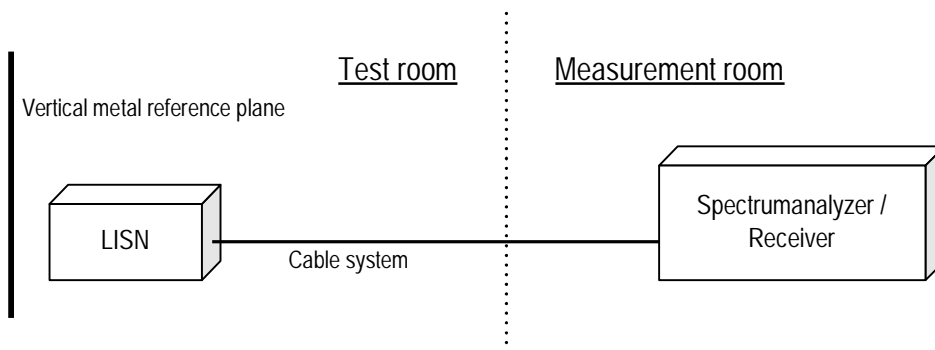 Test room
Measurement room
Vertical metal reference plane
LISN
Cable system
Spectrumanalyzer /
Receiver